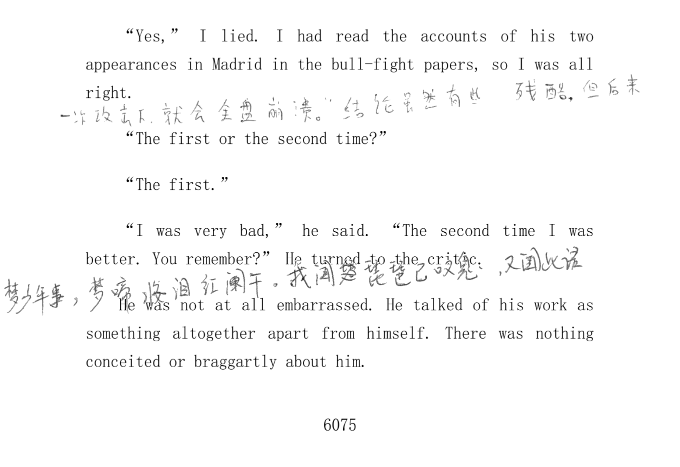 “Yes,” I lied. I had read the accounts of his two
appearances in Madrid in the bull-fight papers, so I was all
right.
一次攻击下,就会全盘崩溃。”结论虽然有些 残酷,但后来
“The first or the second time?”
“The first.”
“I was very bad,” he said. “The second time I was
better. You remember?” He turned to the critic.
梦少年事,梦啼妆泪红阑干。我闻琵琶已叹息,又闻此语
He was not at all embarrassed. He talked of his work as
something altogether apart from himself. There was nothing
conceited or braggartly about him.
6075